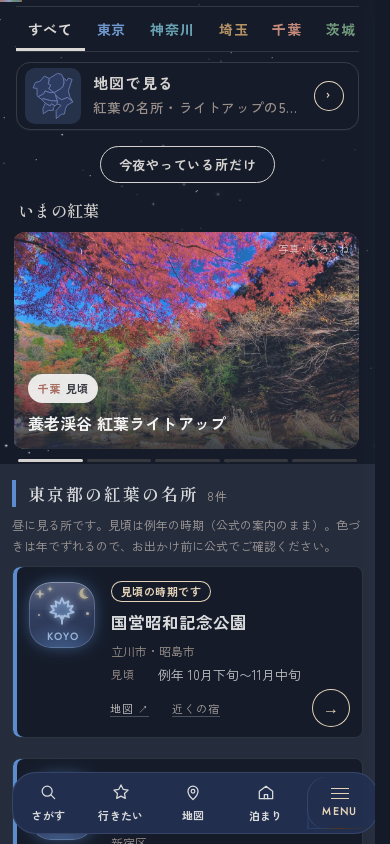 すべて 東京 神奈川 埼玉 千葉 茨城
地図で見る
紅葉の名所・ライトアップの5…
›
今夜やっている所だけ
いまの紅葉
写真：くろふね
千葉 見頃
養老渓谷 紅葉ライトアップ
東京都の紅葉の名所 8件
昼に見る所です。見頃は例年の時期（公式の案内のまま）。色づ
きは年でずれるので、お出かけ前に公式でご確認ください。
見頃の時期です
KOYO
国営昭和記念公園
立川市・昭島市
見頃 例年 10月下旬〜11月中旬
地図 ↗ 近くの宿 →
さがす 行きたい 地図 泊まり MENU
新宿区